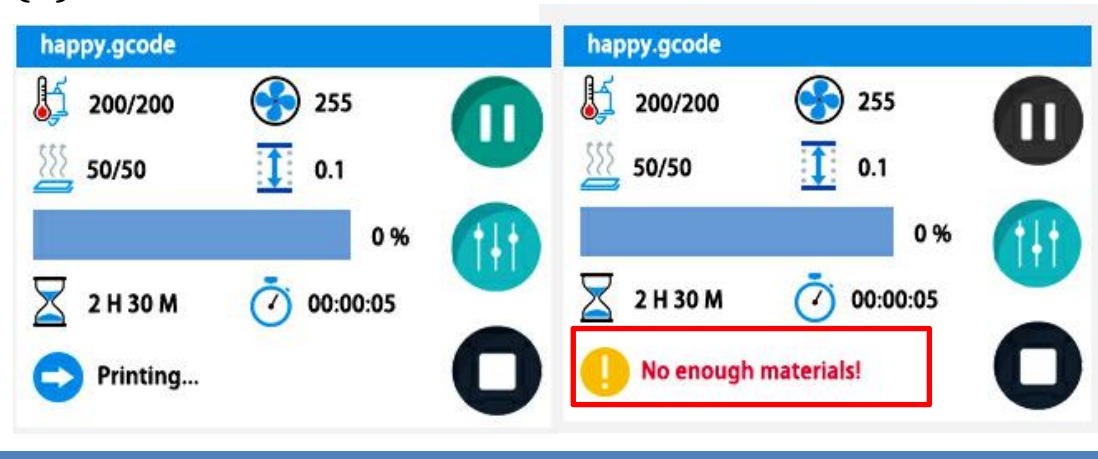 happy.gcode
200/200 255
50/50 0.1
0 %
2 H 30 M 00:00:05
Printing...
happy.gcode
200/200 255
50/50 0.1
0 %
2 H 30 M 00:00:05
No enough materials!